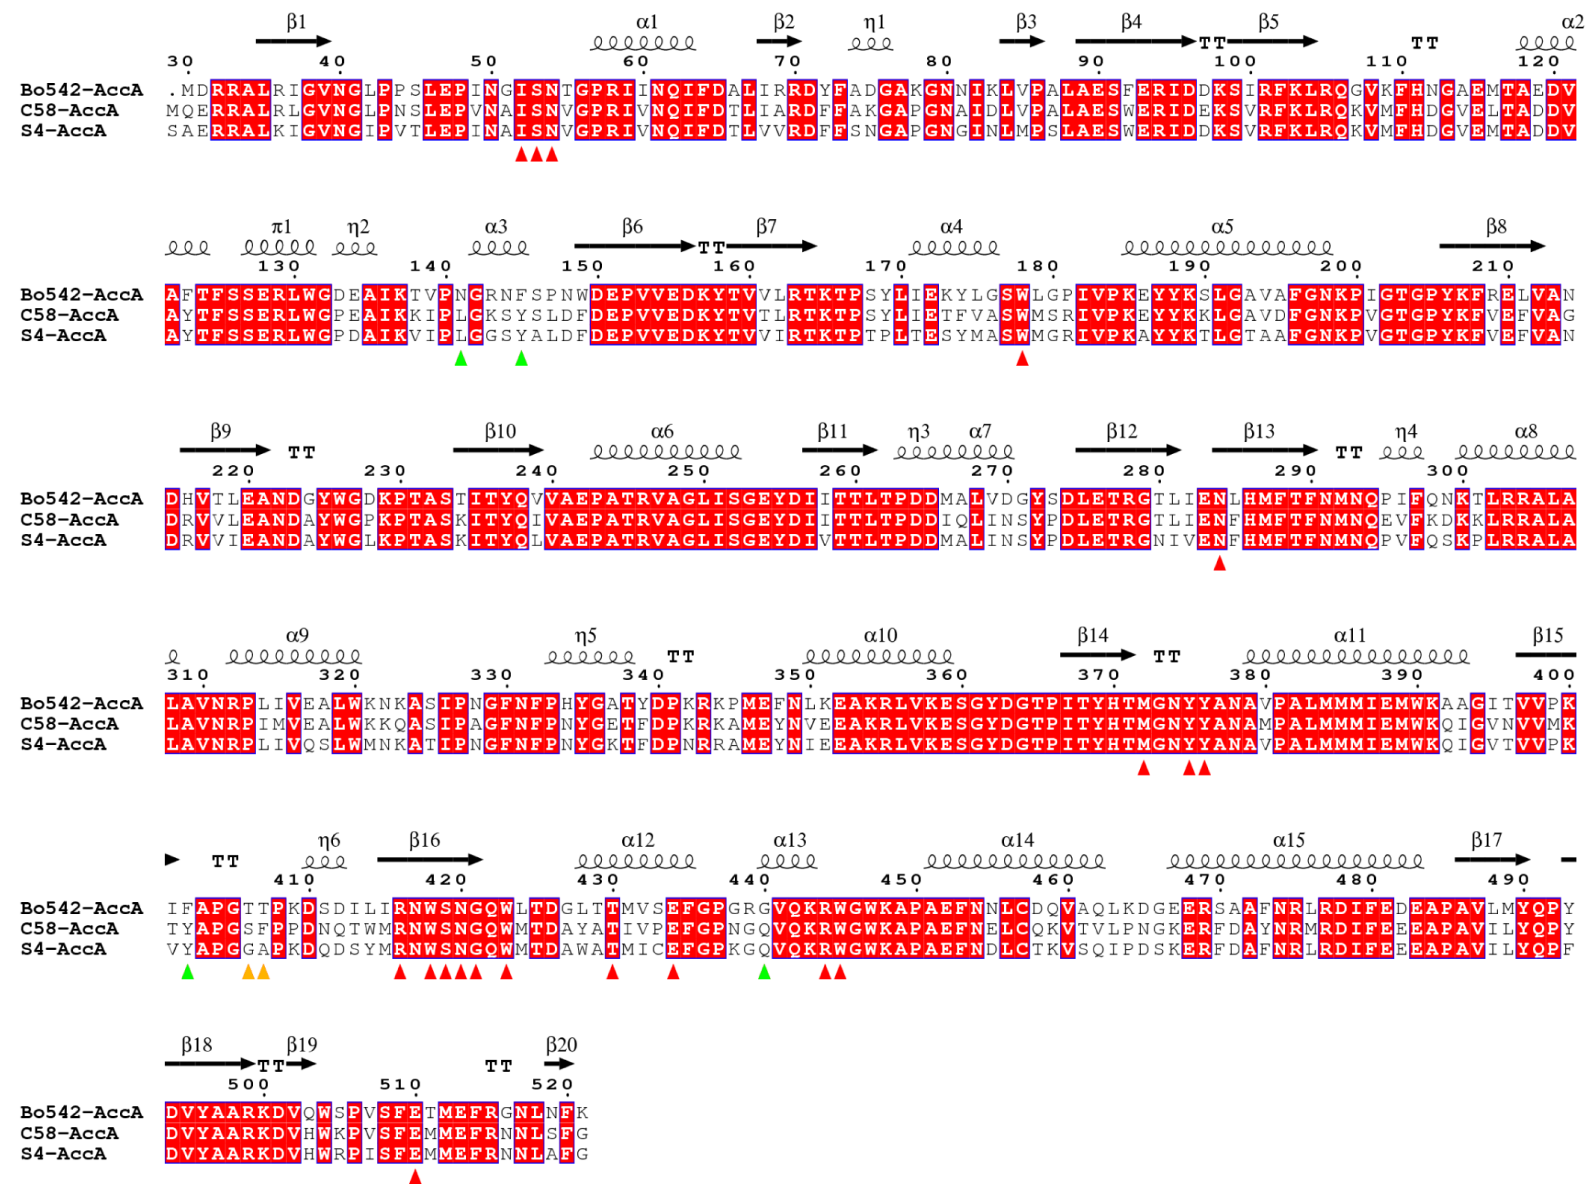 β1 α1 β2 η1 β3 β4 TT β5 TT α2
30 40 50 60 70 80 90 100 110 120
Bo542-AccA .MDRRALRIGVNGLPPSLEPINGISNTGPRIINQIFDALIRRDYFADGAKGNNIKLVPALAESFERIDDKSIRFKLRQGVKFHNGAEMTAEDV
C58-AccA MQERRALRLGVNGLPNSLEPVNAISNVGPRIVNQIFDTLIARDFFAKGAPGNAIDLVPALAESWERIDEKSVRFKLRQKVMFHDGVELTADDV
S4-AccA SAERRALKIGVNGIPVTLEPINAISNVGPRIVNQIFDTLVVRDFFSNGAPGNGINLMPSLAESWERIDEKSVRFKLRQKVMFHDGVEMTADDV
π1 η2 α3 β6 TT β7 α4 α5 β8
130 140 150 160 170 180 190 200 210
Bo542-AccA AFTFSSERLWGDEAIKTVPNGRNFSPNWDEPVVEDKYTVVLRTKTPSYLIEKYLGSWLGPIVPKEYYKSLGAVAFGNKPIGTGPYKFRELVAN
C58-AccA AYTFSSERLWGPEAIKKIPLGKSYSLDFDEPVVEDKYTVTLRTKTPSYLIETFVASWMSRIVPKEYYKKLGAVDFGNKPVGTGPYKFVEFVAG
S4-AccA AYTFSSERLWGPDAIKVIPLGGSYALDFDEPVVEDKYTVVIRTKTPTPLTESYMASWMGRIVPKAYYKTLGTAAFGNKPVGTGPYKFVEFVAN
β9 TT β10 α6 β11 η3 α7 β12 β13 TT η4 α8
220 230 240 250 260 270 280 290 300
Bo542-AccA DHVTLEANDGYWGDKPTASTITYQVVAEPATRVAGLISGEYDIITTLTPDDMALVDGYSDLETRGTLIENLHMFTFNMNQPIFQNKTLRRALA
C58-AccA DRVVLEANDAYWGPKPTASKITYQIVAEPATRVAGLISGEYDIITTLTPDDIQLINSYPDLETRGTLIENFHMFTFNMNQEVFKDKKLRRALA
S4-AccA DRVVIEANDAYWGLKPTASKITYQLVAEPATRVAGLISGEYDIVTTLTPDDMALINSYPDLETRGNIVENFHMFTFNMNQPVFQSKPLRRALA
α9 η5 TT α10 β14 TT α11 β15
310 320 330 340 350 360 370 380 390 400
Bo542-AccA LAVNRPLIVEALWKNKASIPNGFNFPHYGATYDPKRKPMEFNLKEAKRLVKESGYDGTPITYHTMGNYYANAVPALMMMIEMWKAAGITVVPK
C58-AccA LAVNRPIMVEALWKKQASIPAGFNFPNYGETFDPKRKAMEYNVEEAKRLVKESGYDGTPITYHTMGNYYANAMPALMMMIEMWKQIGVNVVMK
S4-AccA LAVNRPLIVQSLWMNKATIPNGFNFPNYGKTFDPNRRAMEYNIEEAKRLVKESGYDGTPITYHTMGNYYANAVPALMMMIEMWKQIGVTVVPK
TT η6 β16 α12 α13 α14 α15 β17
410 420 430 440 450 460 470 480 490
Bo542-AccA IFAPGTTPKDSDILIRNWSNGQWLTDGLTTMVSEFGPGRGVQKRWGWKAPAEFNNLCDQVAQLKDGEERSAAFNRLRDIFEDEAPAVLMYQPY
C58-AccA TYAPGSFPPDNQTWMRNWSNGQWMTDAYATIVPEFGPNGQVQKRWGWKAPAEFNELCQKVTVLPNGKERFDAYNRMRDIFEEEAPAVILYQPY
S4-AccA VYAPGGAPKDQDSYMRNWSNGQWMTDAWATMICEFGPKGQVQKRWGWKAPAEFNDLCTKVSQIPDSKERFDAFNRLRDIFEEEAPAVILYQPF
β18 TT β19 TT β20
500 510 520
Bo542-AccA DVYAARKDVQWSPVSFETMEFRGNLNFK
C58-AccA DVYAARKDVHWKPVSFEMMEFRNNLSFG
S4-AccA DVYAARKDVHWRPISFEMMEFRNNLAFG